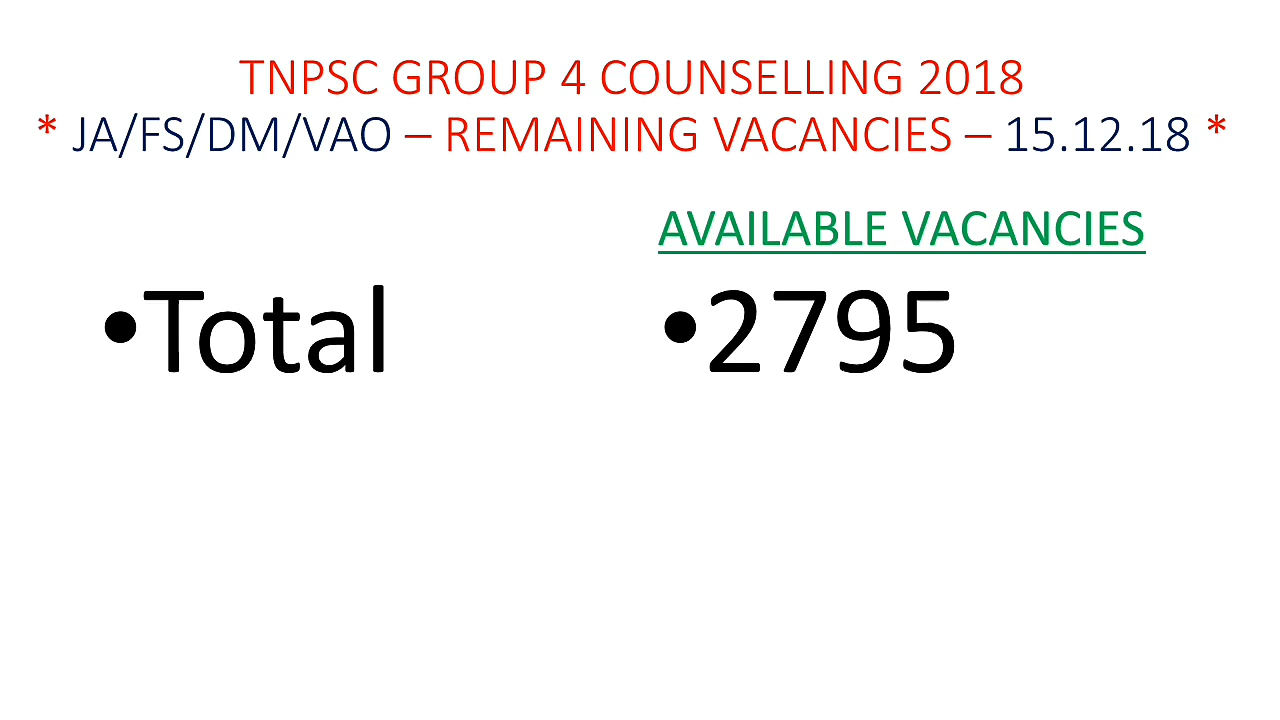 TNPSC GROUP 4 COUNSELLING 2018
* JA/FS/DM/VAO – REMAINING VACANCIES – 15.12.18 *
AVAILABLE VACANCIES
•Total
•2795